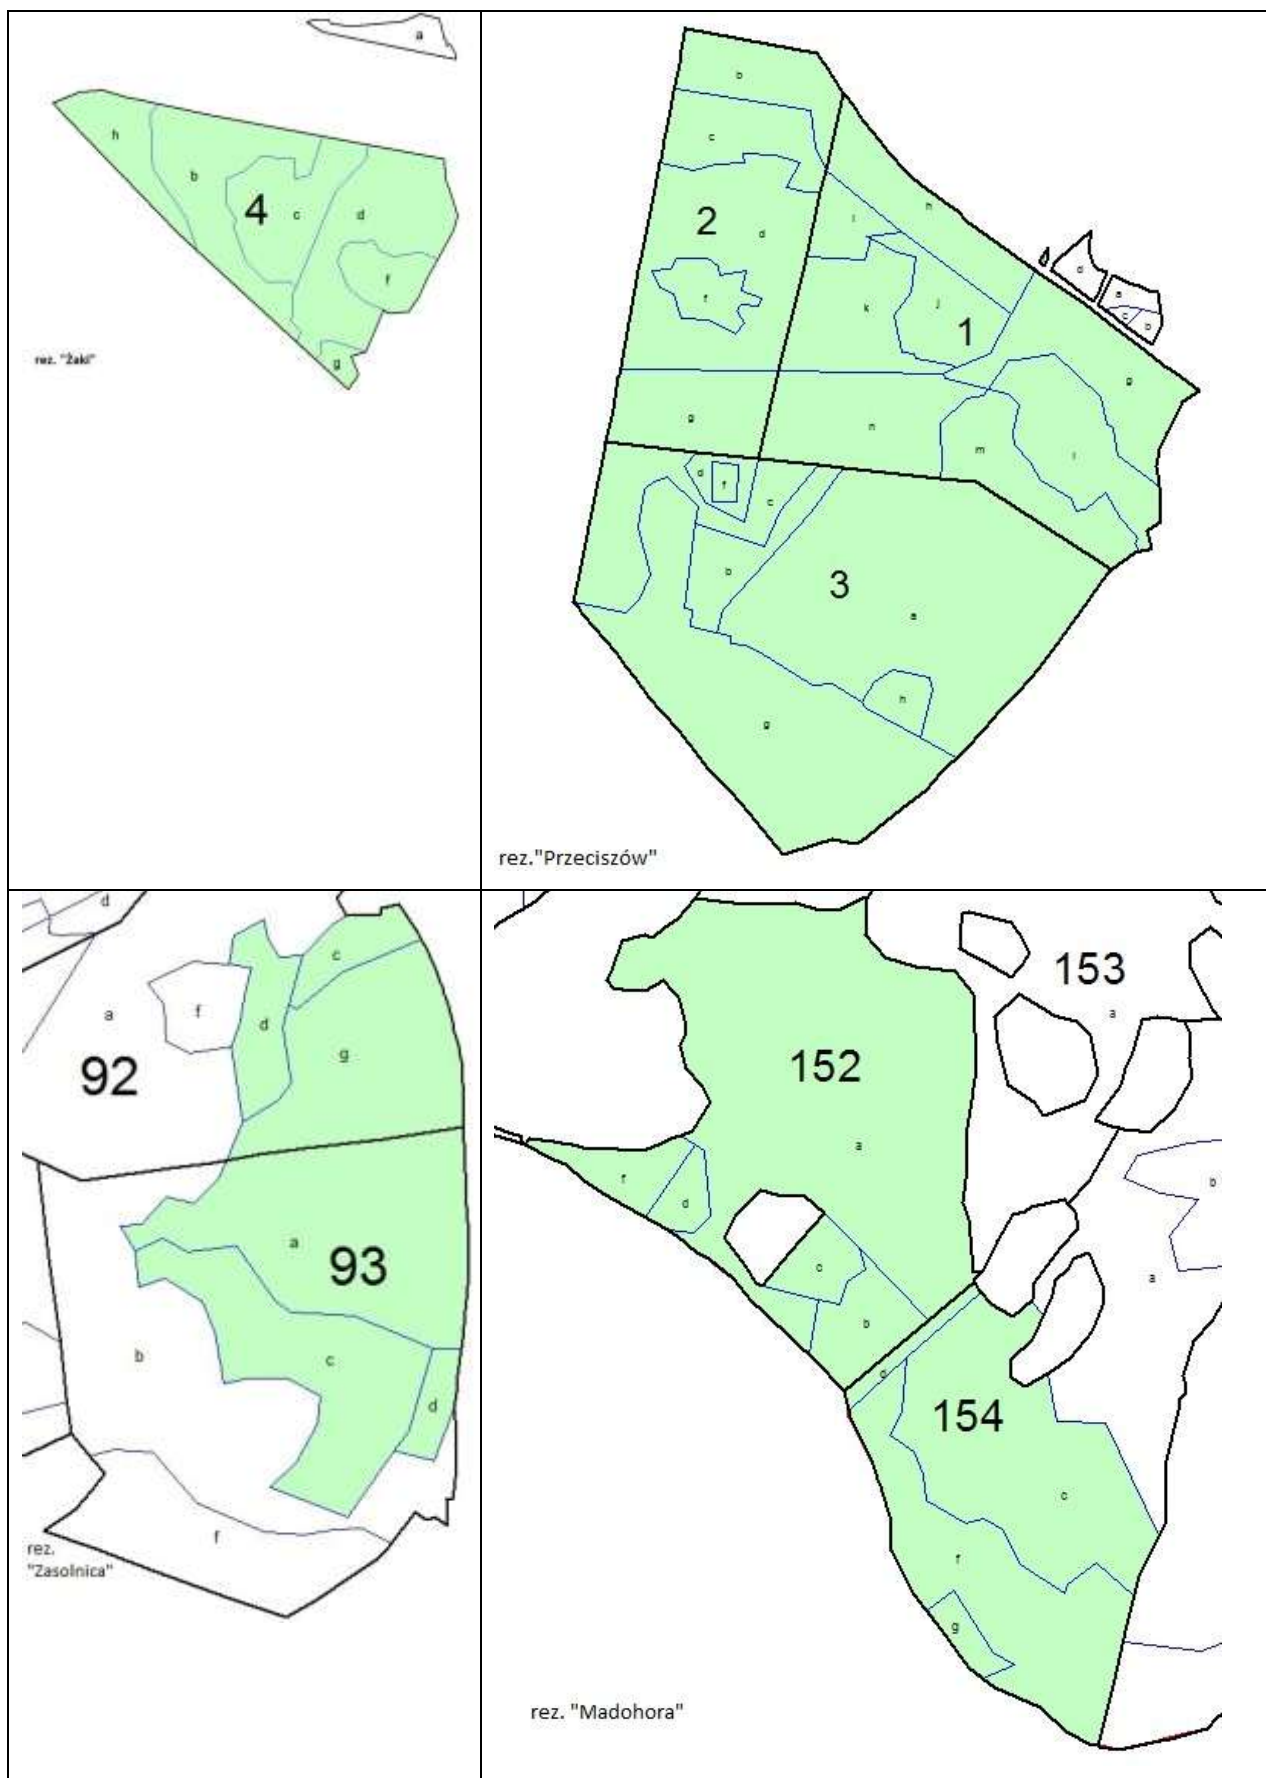 a
h
b
4
c
d
f
g
rez. "Żaki"
b
c
2
d
f
g
h
l
k
j
1
d
a
c
b
g
n
m
i
d
f
c
b
3
a
h
g
rez."Przeciszów"
d
a
f
92
c
d
g
a
93
b
c
d
f
rez.
"Zasolnica"
153
a
152
a
b
f
d
c
a
b
d
154
c
f
g
rez. "Madohora"